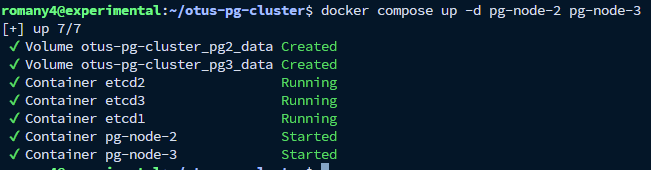 romany4@experimental:~/otus-pg-cluster$ docker compose up -d pg-node-2 pg-node-3
[+] up 7/7
✓ Volume otus-pg-cluster_pg2_data Created
✓ Volume otus-pg-cluster_pg3_data Created
✓ Container etcd2 Running
✓ Container etcd3 Running
✓ Container etcd1 Running
✓ Container pg-node-2 Started
✓ Container pg-node-3 Started